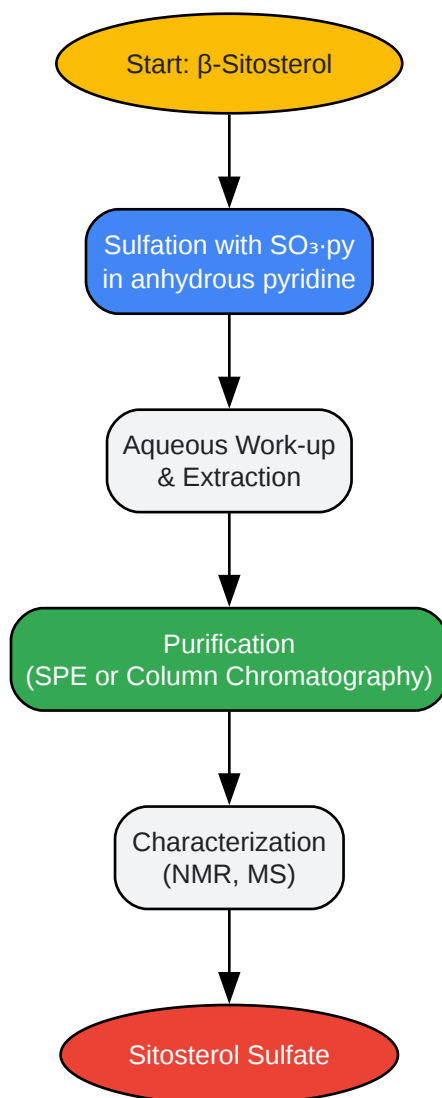 Start: β-Sitosterol
Sulfation with SO₃·py
in anhydrous pyridine
Aqueous Work-up
& Extraction
Purification
(SPE or Column Chromatography)
Characterization
(NMR, MS)
Sitosterol Sulfate